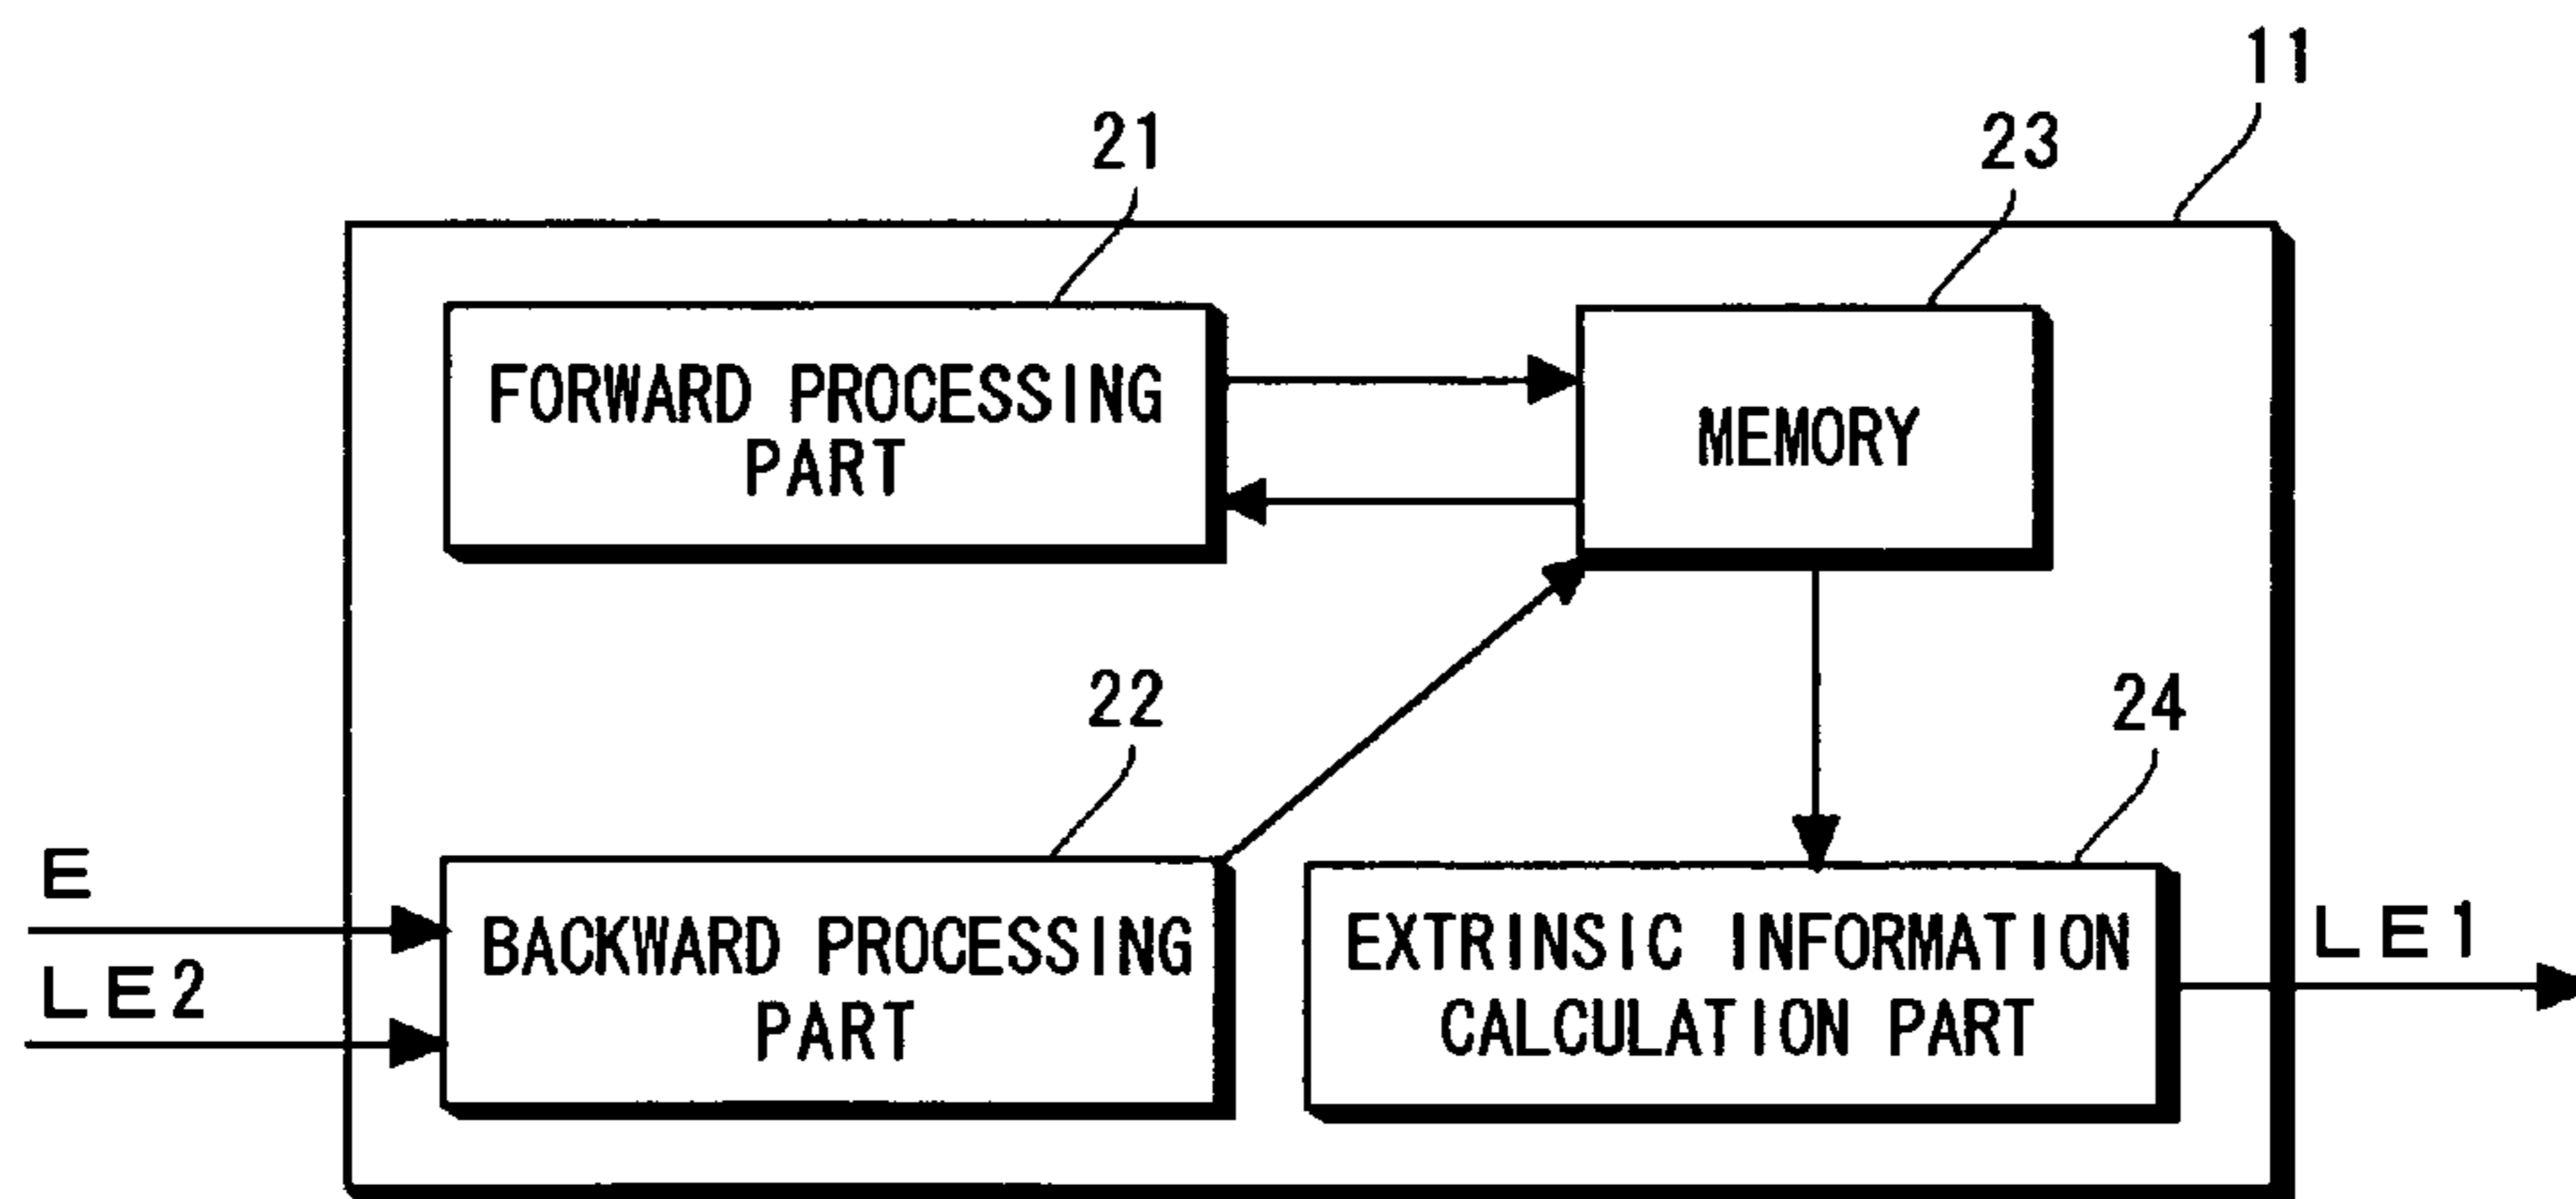 11
21
23
FORWARD PROCESSING
PART
MEMORY
22
24
E
LE2
BACKWARD PROCESSING
PART
EXTRINSIC INFORMATION
CALCULATION PART
LE1